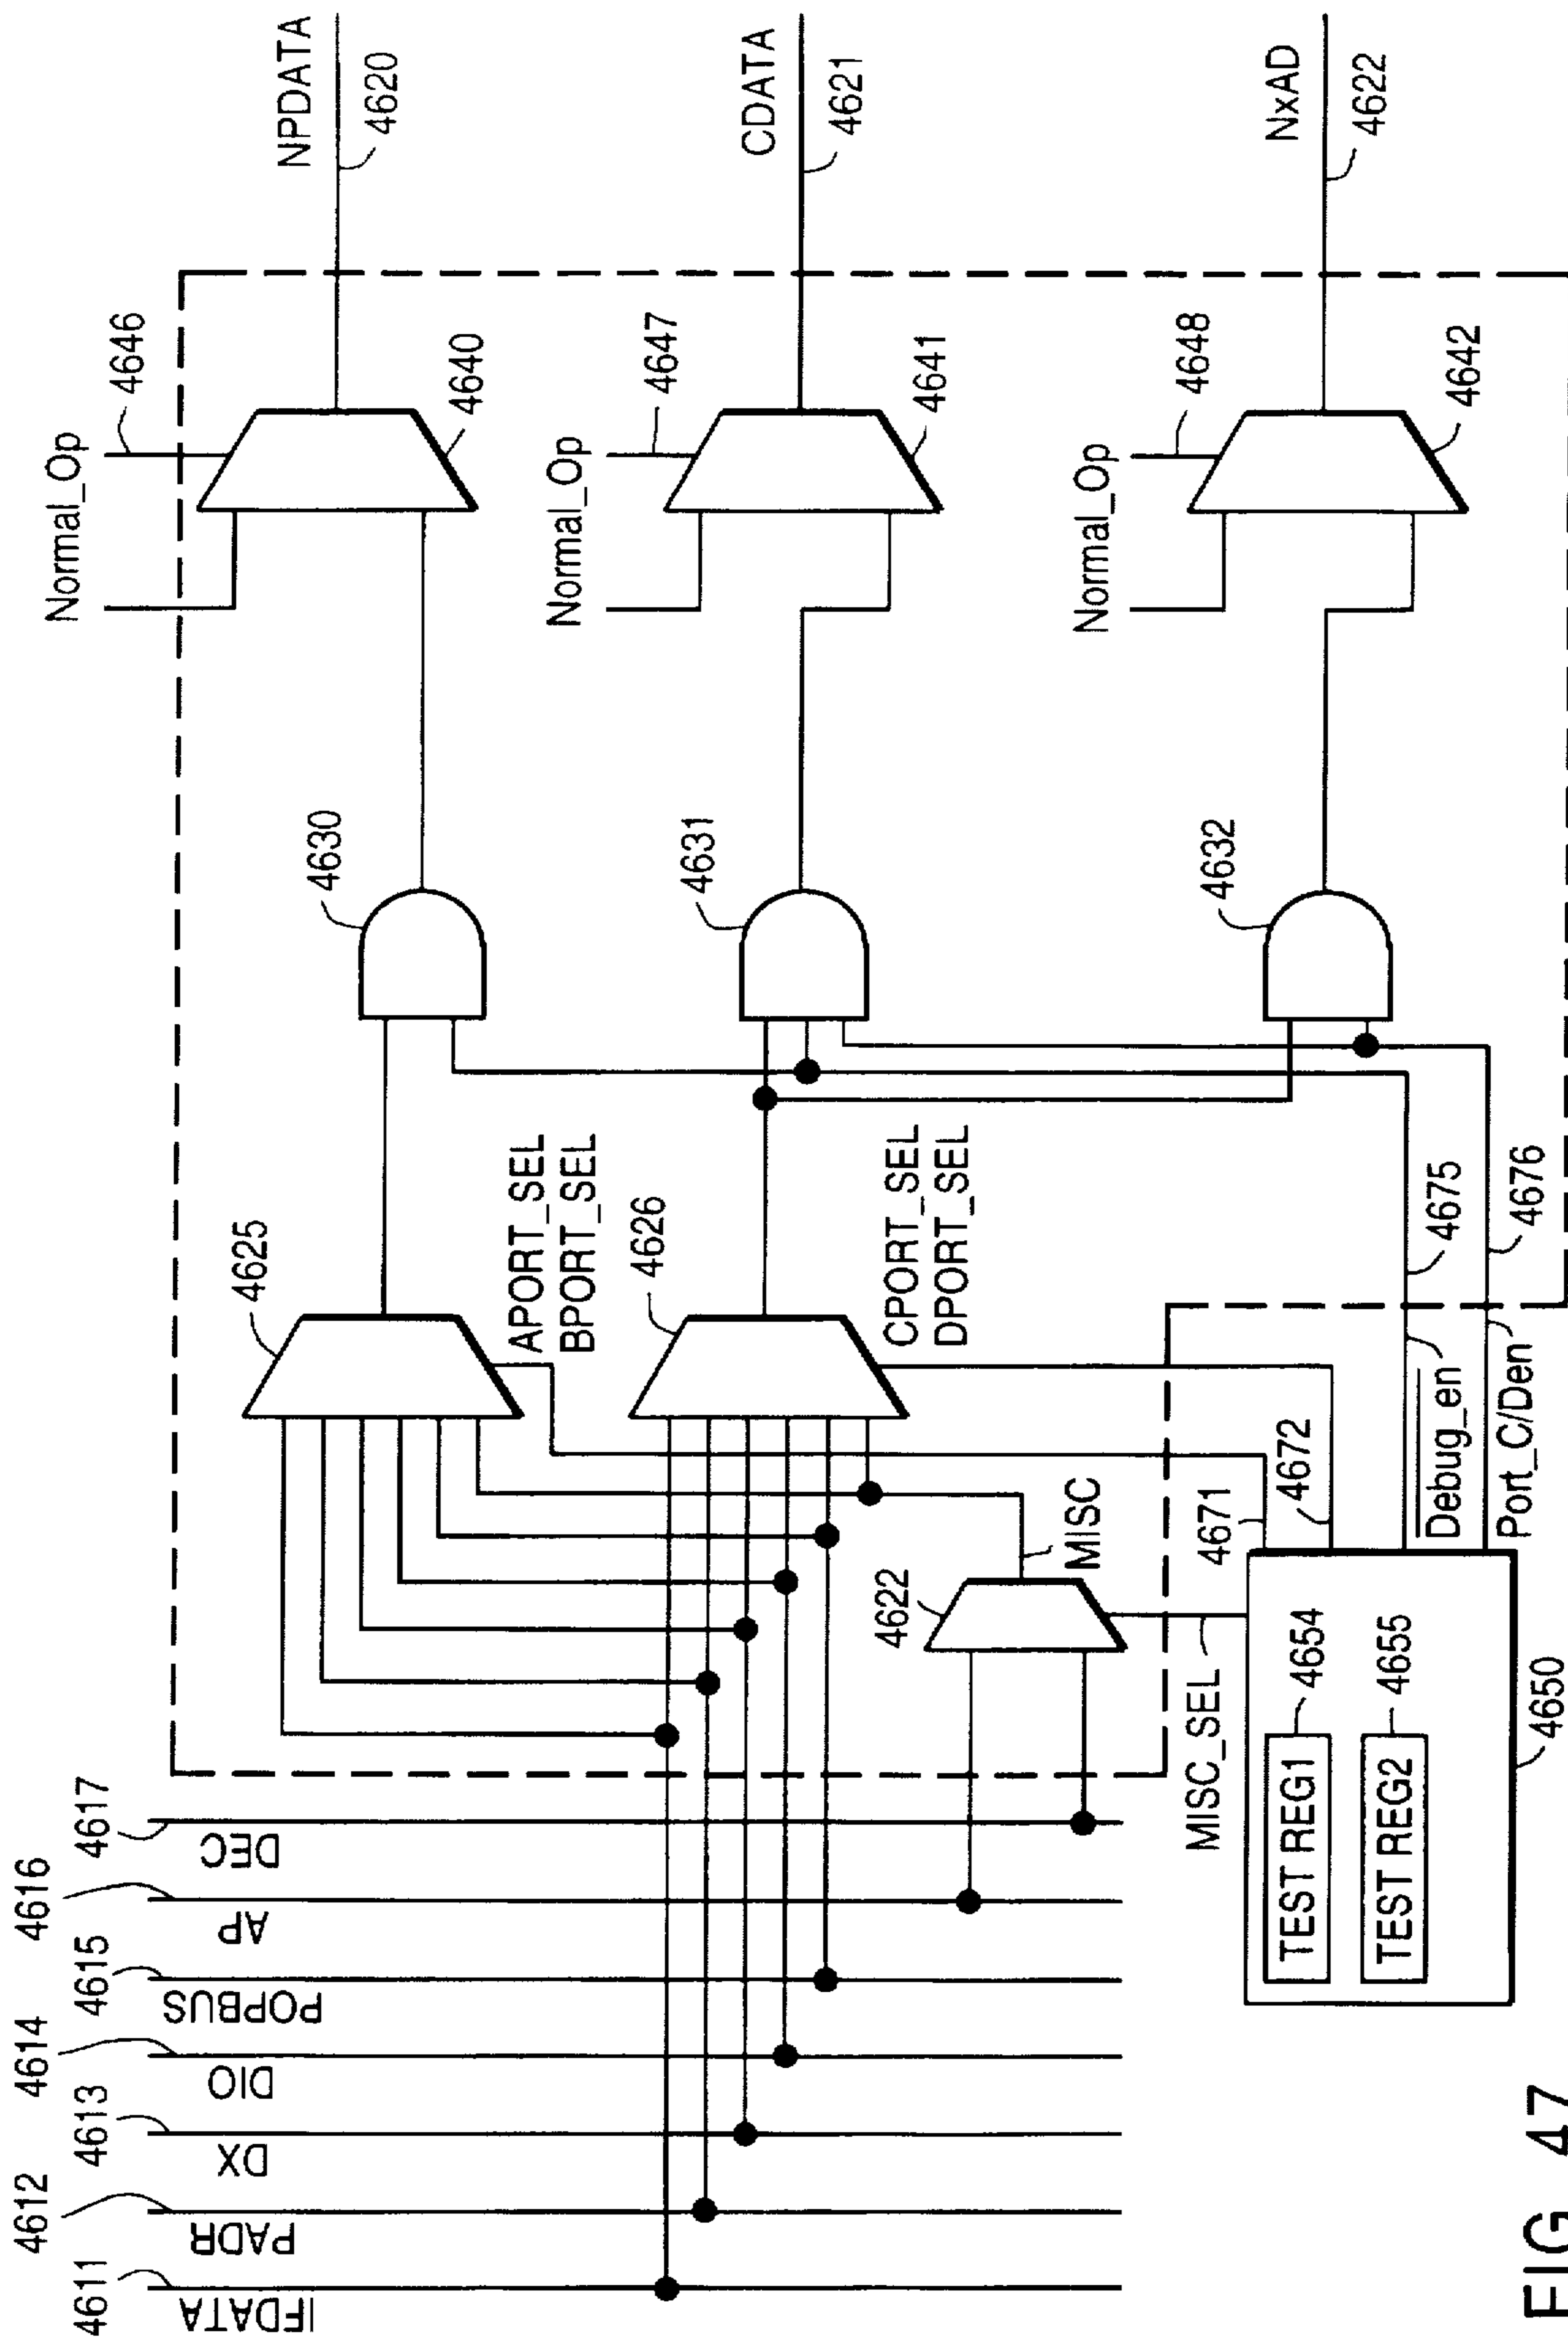 4611
IFDATA
4612
PADR
4613
DX
4614
DIO
4615
POPBUS
4616
AP
4617
DEC
4625
APORT_SEL
BPORT_SEL
4626
CPORT_SEL
DPORT_SEL
4622
MISC
MISC_SEL
TEST REG1
4654
TEST REG2
4655
4650
4671
4672
Debug_en
4675
Port_C/Den
4676
4630
4631
4632
Normal_Op
4646
4640
Normal_Op
4647
4641
Normal_Op
4648
4642
NPDATA
4620
CDATA
4621
NxAD
4622
FIG. 47